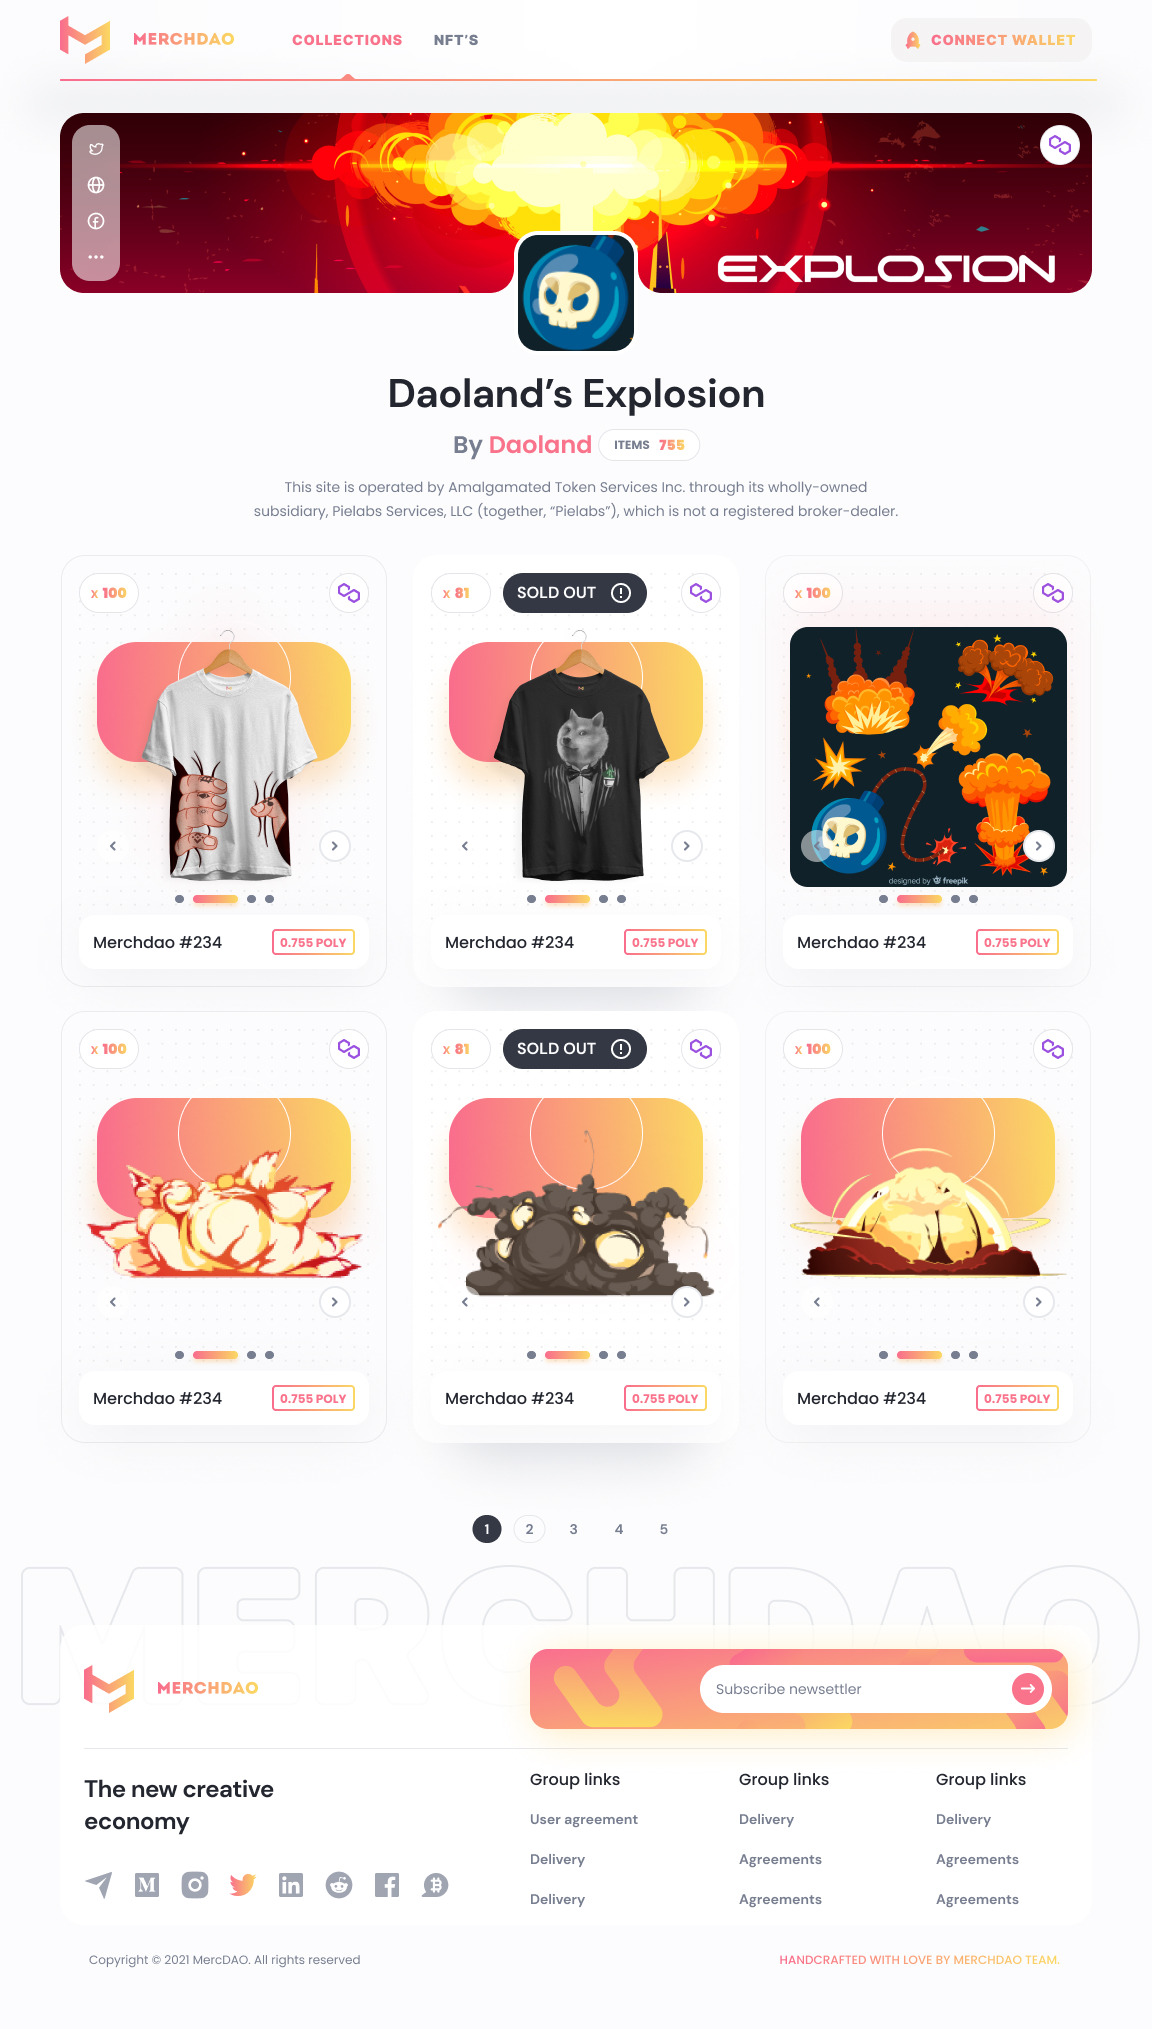 MERCHDAO
COLLECTIONS
NFT'S
CONNECT WALLET
EXPLOSION
Daoland’s Explosion
By Daoland
ITEMS 755
This site is operated by Amalgamated Token Services Inc. through its wholly-owned
subsidiary, Pielabs Services, LLC (together, “Pielabs”), which is not a registered broker-dealer.
x 100
x 81
SOLD OUT
x 100
designed by freepik
Merchdao #234
0.755 POLY
Merchdao #234
0.755 POLY
Merchdao #234
0.755 POLY
x 100
x 81
SOLD OUT
x 100
Merchdao #234
0.755 POLY
Merchdao #234
0.755 POLY
Merchdao #234
0.755 POLY
1 2 3 4 5
MERCHDAO
MERCHDAO
Subscribe newsettler
The new creative
economy
Group links
User agreement
Delivery
Delivery
Group links
Delivery
Agreements
Agreements
Group links
Delivery
Agreements
Agreements
Copyright © 2021 MercDAO. All rights reserved
HANDCRAFTED WITH LOVE BY MERCHDAO TEAM.